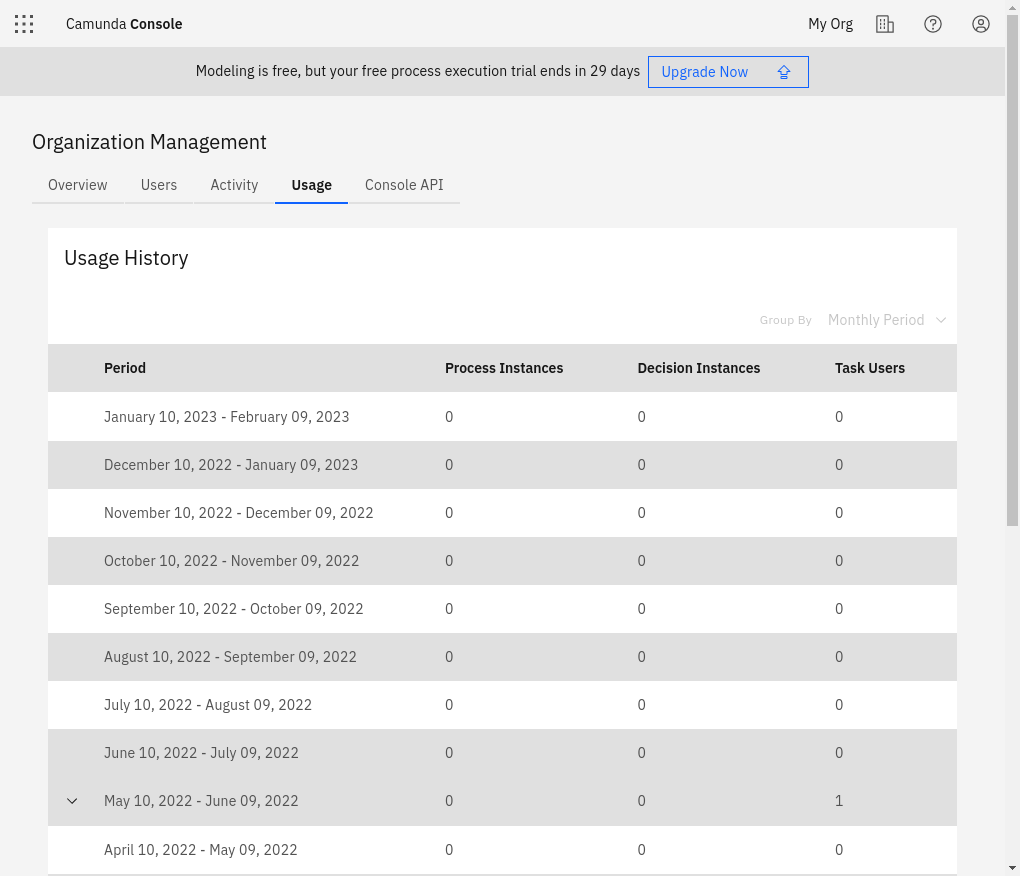 Camunda Console
My Org
Modeling is free, but your free process execution trial ends in 29 days
Upgrade Now
Organization Management
Overview Users Activity Usage Console API
Usage History
Group By Monthly Period
Period Process Instances Decision Instances Task Users
January 10, 2023 - February 09, 2023 0 0 0
December 10, 2022 - January 09, 2023 0 0 0
November 10, 2022 - December 09, 2022 0 0 0
October 10, 2022 - November 09, 2022 0 0 0
September 10, 2022 - October 09, 2022 0 0 0
August 10, 2022 - September 09, 2022 0 0 0
July 10, 2022 - August 09, 2022 0 0 0
June 10, 2022 - July 09, 2022 0 0 0
May 10, 2022 - June 09, 2022 0 0 1
April 10, 2022 - May 09, 2022 0 0 0